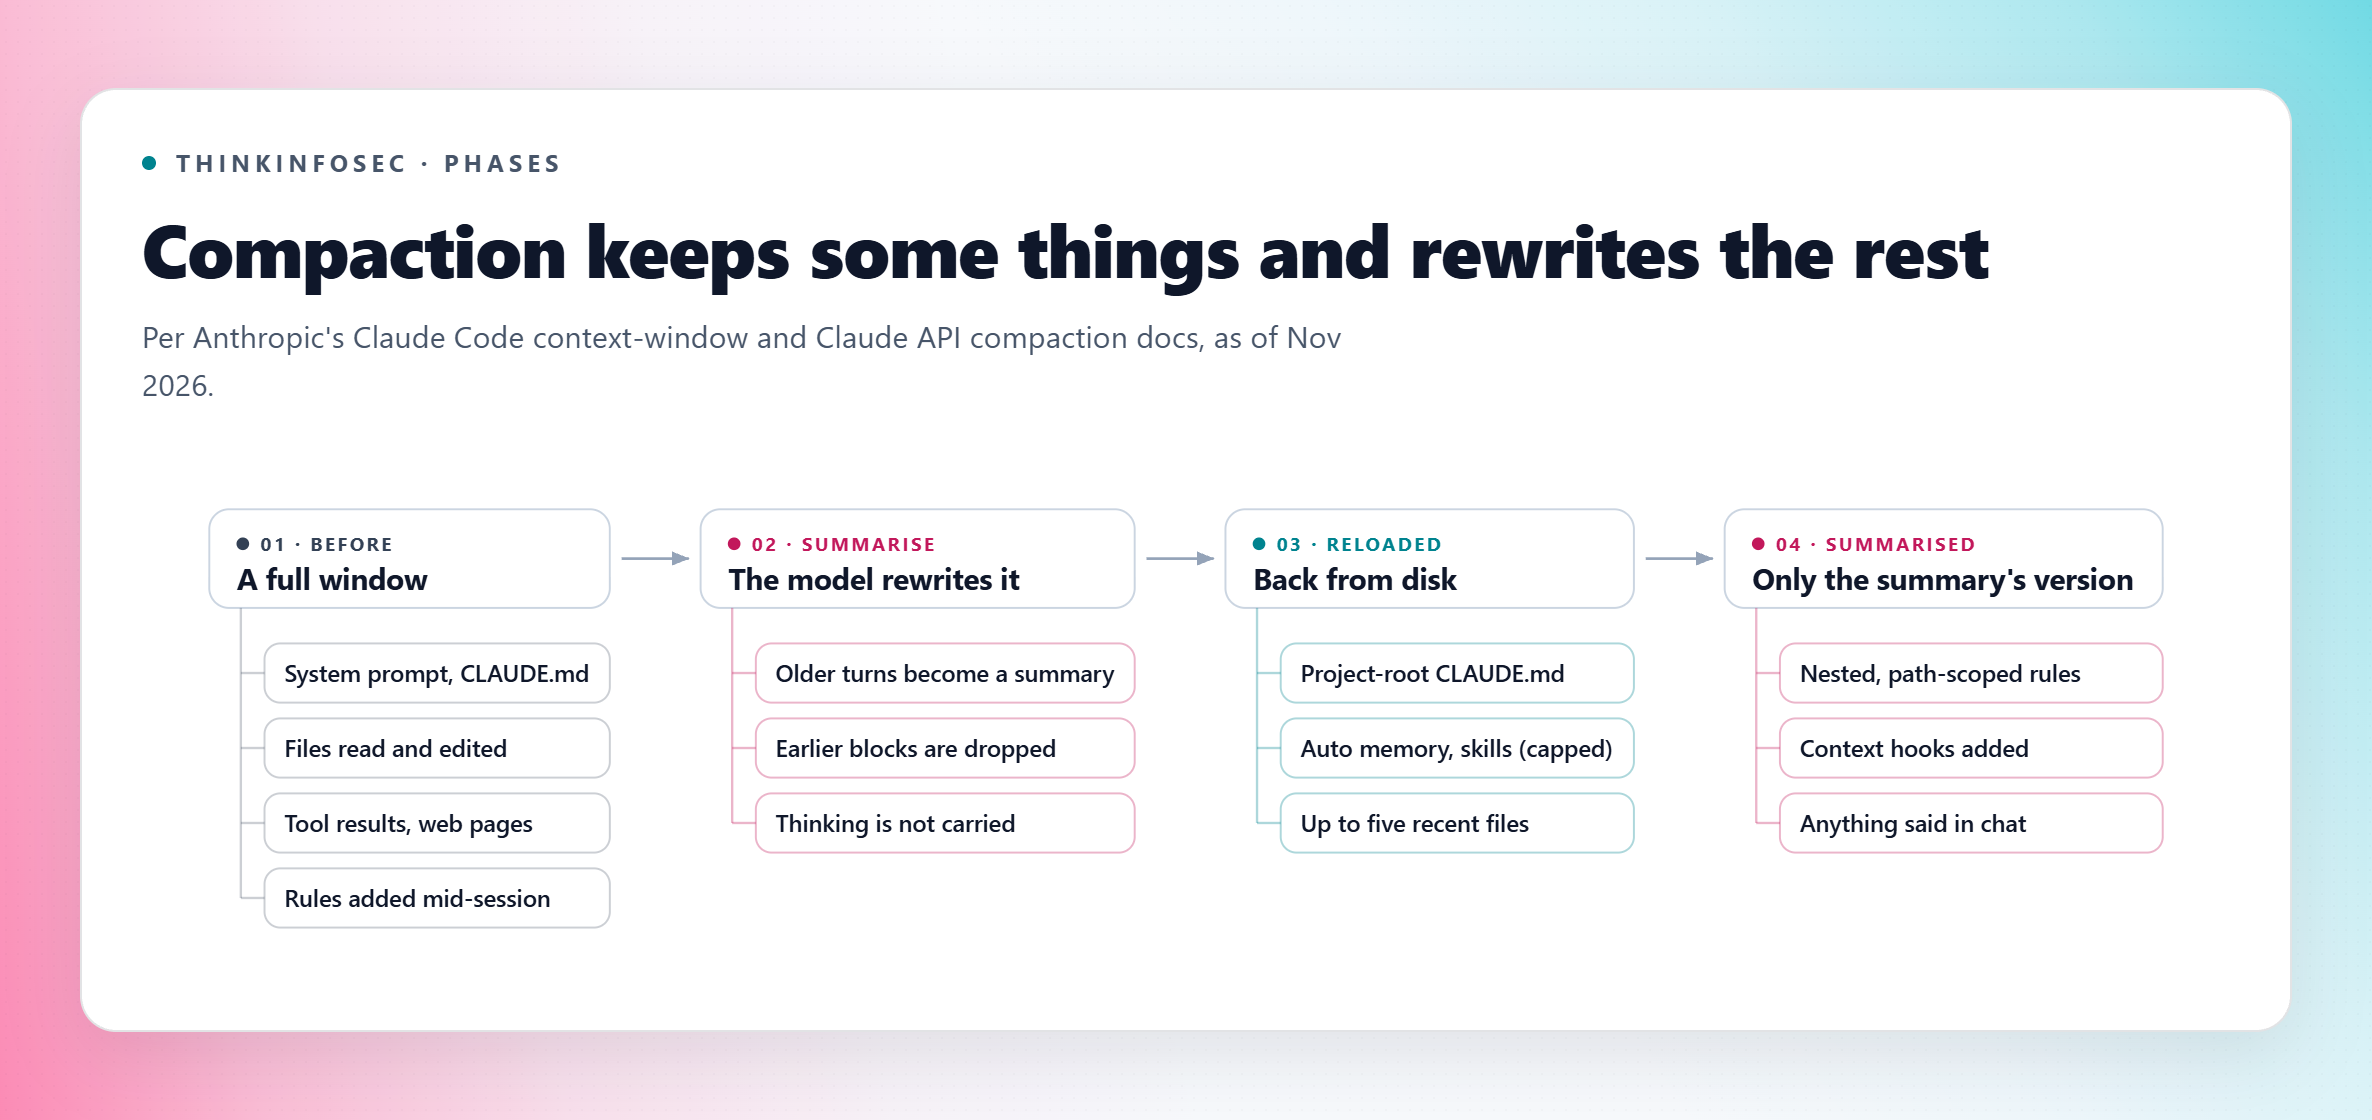 THINKINFOSEC · PHASES
Compaction keeps some things and rewrites the rest
Per Anthropic's Claude Code context-window and Claude API compaction docs, as of Nov
2026.
01 · BEFORE
A full window
System prompt, CLAUDE.md
Files read and edited
Tool results, web pages
Rules added mid-session
02 · SUMMARISE
The model rewrites it
Older turns become a summary
Earlier blocks are dropped
Thinking is not carried
03 · RELOADED
Back from disk
Project-root CLAUDE.md
Auto memory, skills (capped)
Up to five recent files
04 · SUMMARISED
Only the summary's version
Nested, path-scoped rules
Context hooks added
Anything said in chat